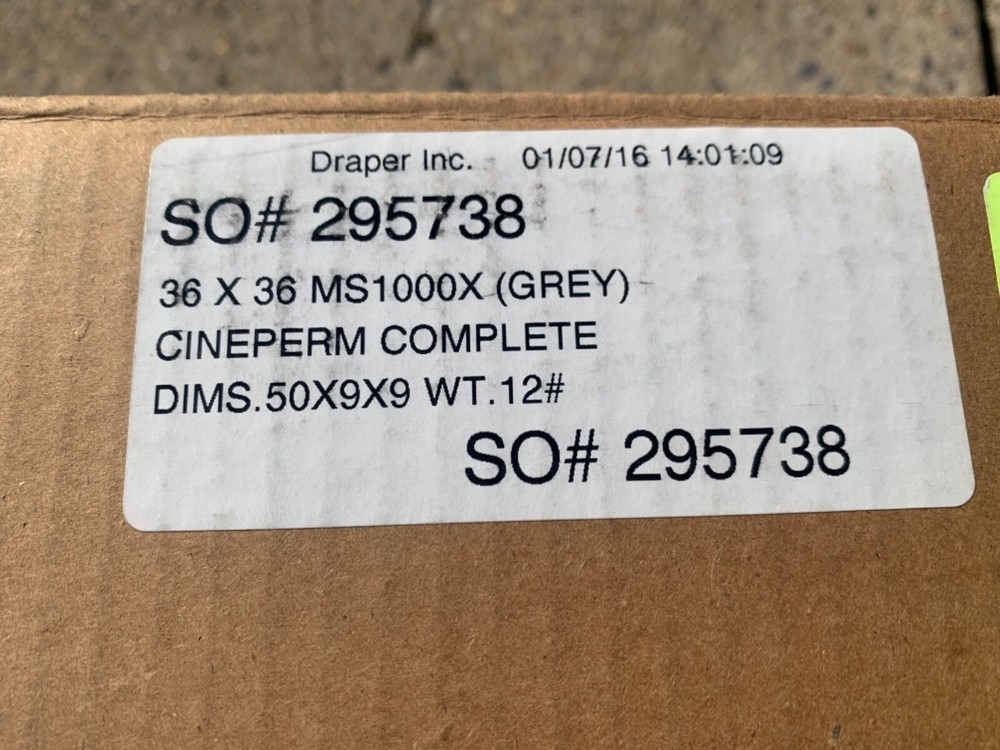 Draper Inc. 01/07/16 14:01:09
SO# 295738
36 X 36 MS1000X (GREY)
CINEPERM COMPLETE
DIMS.50X9X9 WT.12#
SO# 295738